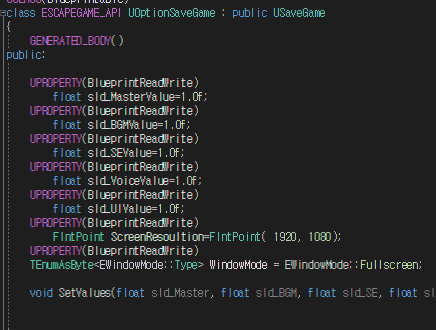 class ESCAPEGAME_API UOptionSaveGame : public USaveGame
{
GENERATED_BODY()
public:
UPROPERTY(BlueprintReadWrite)
float sld_MasterValue=1.0f;
UPROPERTY(BlueprintReadWrite)
float sld_BGMValue=1.0f;
UPROPERTY(BlueprintReadWrite)
float sld_SEValue=1.0f;
UPROPERTY(BlueprintReadWrite)
float sld_VoiceValue=1.0f;
UPROPERTY(BlueprintReadWrite)
float sld_UIValue=1.0f;
UPROPERTY(BlueprintReadWrite)
FIntPoint ScreenResoultion=FIntPoint( 1920, 1080);
UPROPERTY(BlueprintReadWrite)
TEnumAsByte<EWindowMode::Type> WindowMode = EWindowMode::Fullscreen;
void SetValues(float sld_Master, float sld_BGM, float sld_SE, float sl